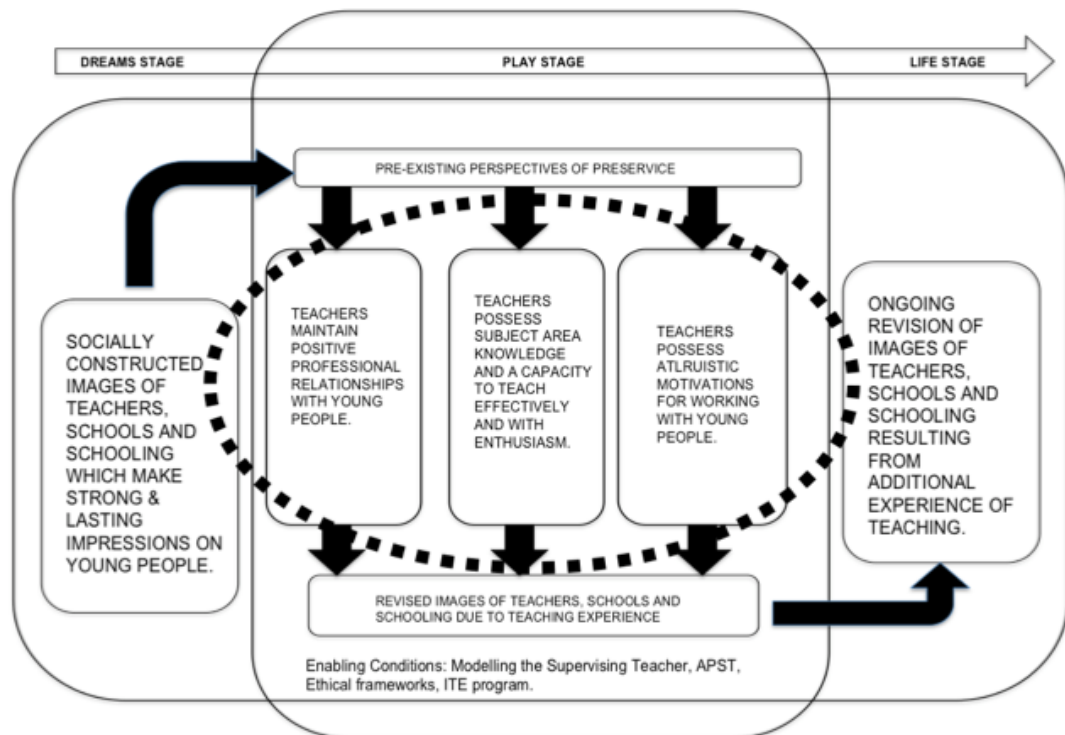 DREAMS STAGE
PLAY STAGE
LIFE STAGE
PRE-EXISTING PERSPECTIVES OF PRESERVICE
SOCIALLY
CONSTRUCTED
IMAGES OF
TEACHERS,
SCHOOLS AND
SCHOOLING
WHICH MAKE
STRONG &
LASTING
IMPRESSIONS ON
YOUNG PEOPLE.
TEACHERS
MAINTAIN
POSITIVE
PROFESSIONAL
RELATIONSHIPS
WITH YOUNG
PEOPLE.
TEACHERS
POSSESS
SUBJECT AREA
KNOWLEDGE
AND A CAPACITY
TO TEACH
EFFECTIVELY
AND WITH
ENTHUSIASM.
TEACHERS
POSSESS
ATLRUISTIC
MOTIVATIONS
FOR WORKING
WITH YOUNG
PEOPLE.
ONGOING
REVISION OF
IMAGES OF
TEACHERS,
SCHOOLS AND
SCHOOLING
RESULTING
FROM
ADDITIONAL
EXPERIENCE OF
TEACHING.
REVISED IMAGES OF TEACHERS, SCHOOLS AND
SCHOOLING DUE TO TEACHING EXPERIENCE
Enabling Conditions: Modelling the Supervising Teacher, APST,
Ethical frameworks, ITE program.